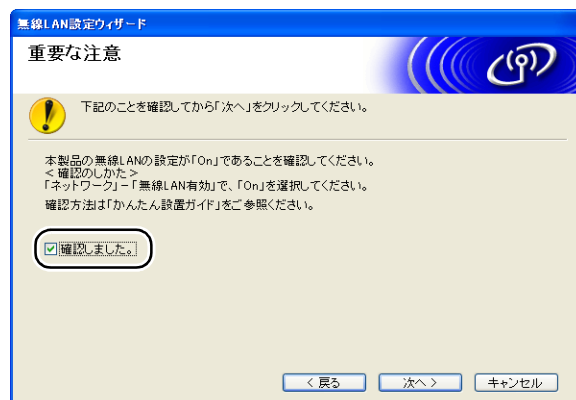 無線LAN設定ウィザード
重要な注意
下記のことを確認してから「次へ」をクリックしてください。
本製品の無線LANの設定が「On」であることを確認してください。
<確認のしかた>
「ネットワーク」－「無線LAN有効」で、「On」を選択してください。
確認方法は「かんたん設置ガイド」をご参照ください。
確認しました。
< 戻る 次へ > キャンセル